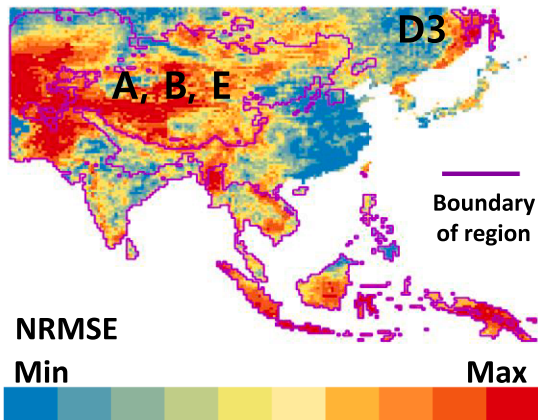 D3
A, B, E
Boundary
of region
NRMSE
Min Max